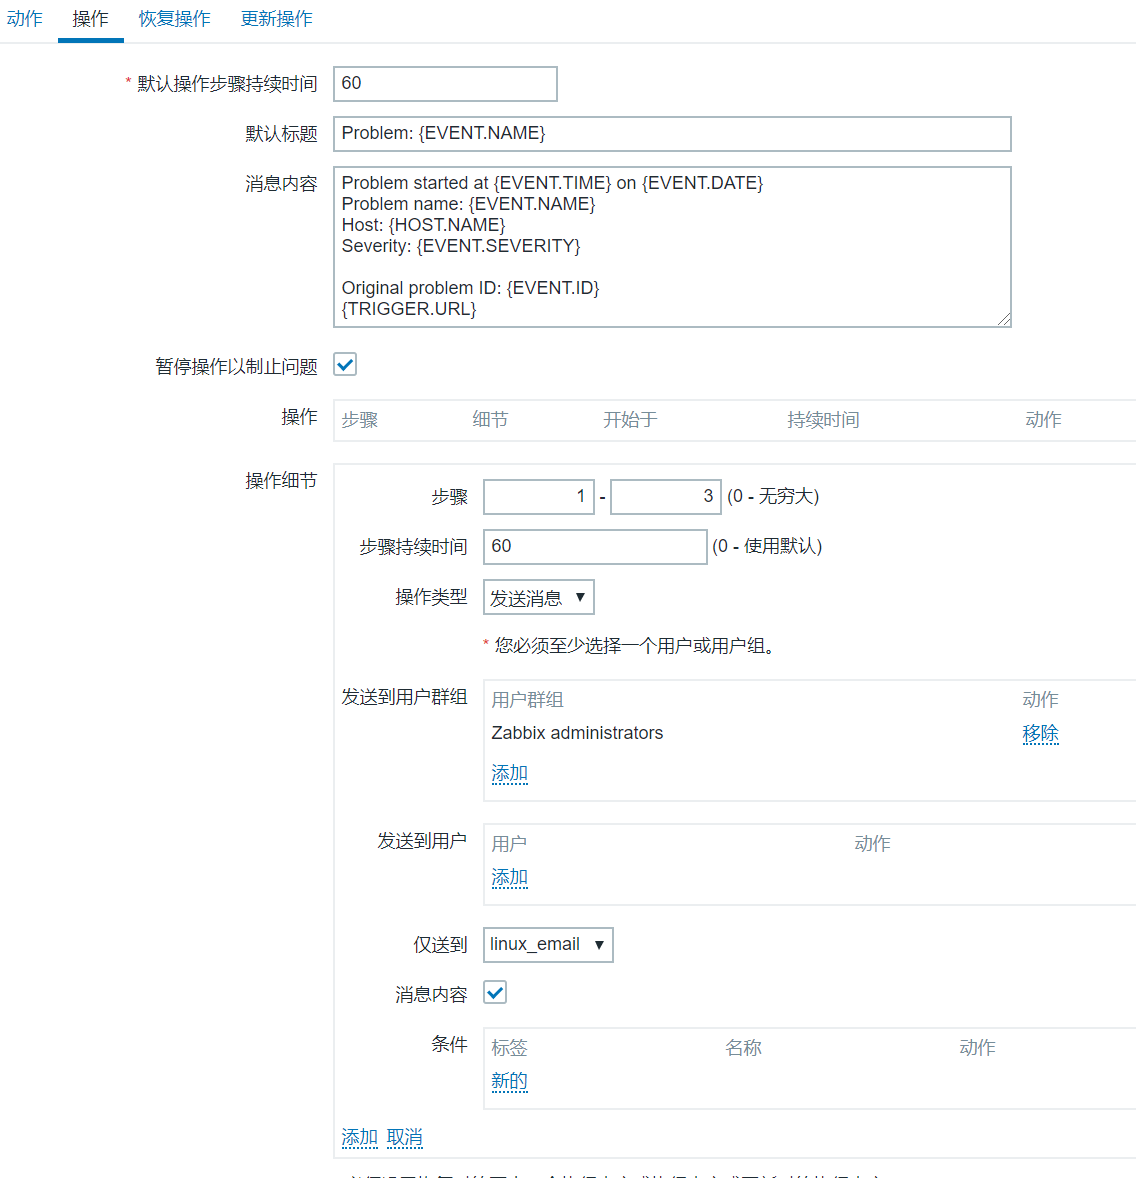 动作 操作 恢复操作 更新操作
* 默认操作步骤持续时间 60
默认标题 Problem: {EVENT.NAME}
消息内容 Problem started at {EVENT.TIME} on {EVENT.DATE}
Problem name: {EVENT.NAME}
Host: {HOST.NAME}
Severity: {EVENT.SEVERITY}
Original problem ID: {EVENT.ID}
{TRIGGER.URL}
暂停操作以制止问题
操作 步骤 细节 开始于 持续时间 动作
操作细节
步骤 1 - 3 (0 - 无穷大)
步骤持续时间 60 (0 - 使用默认)
操作类型 发送消息
* 您必须至少选择一个用户或用户组。
发送到用户群组 用户群组 动作
Zabbix administrators 移除
添加
发送到用户 用户 动作
添加
仅送到 linux_email
消息内容
条件 标签 名称 动作
新的
添加 取消